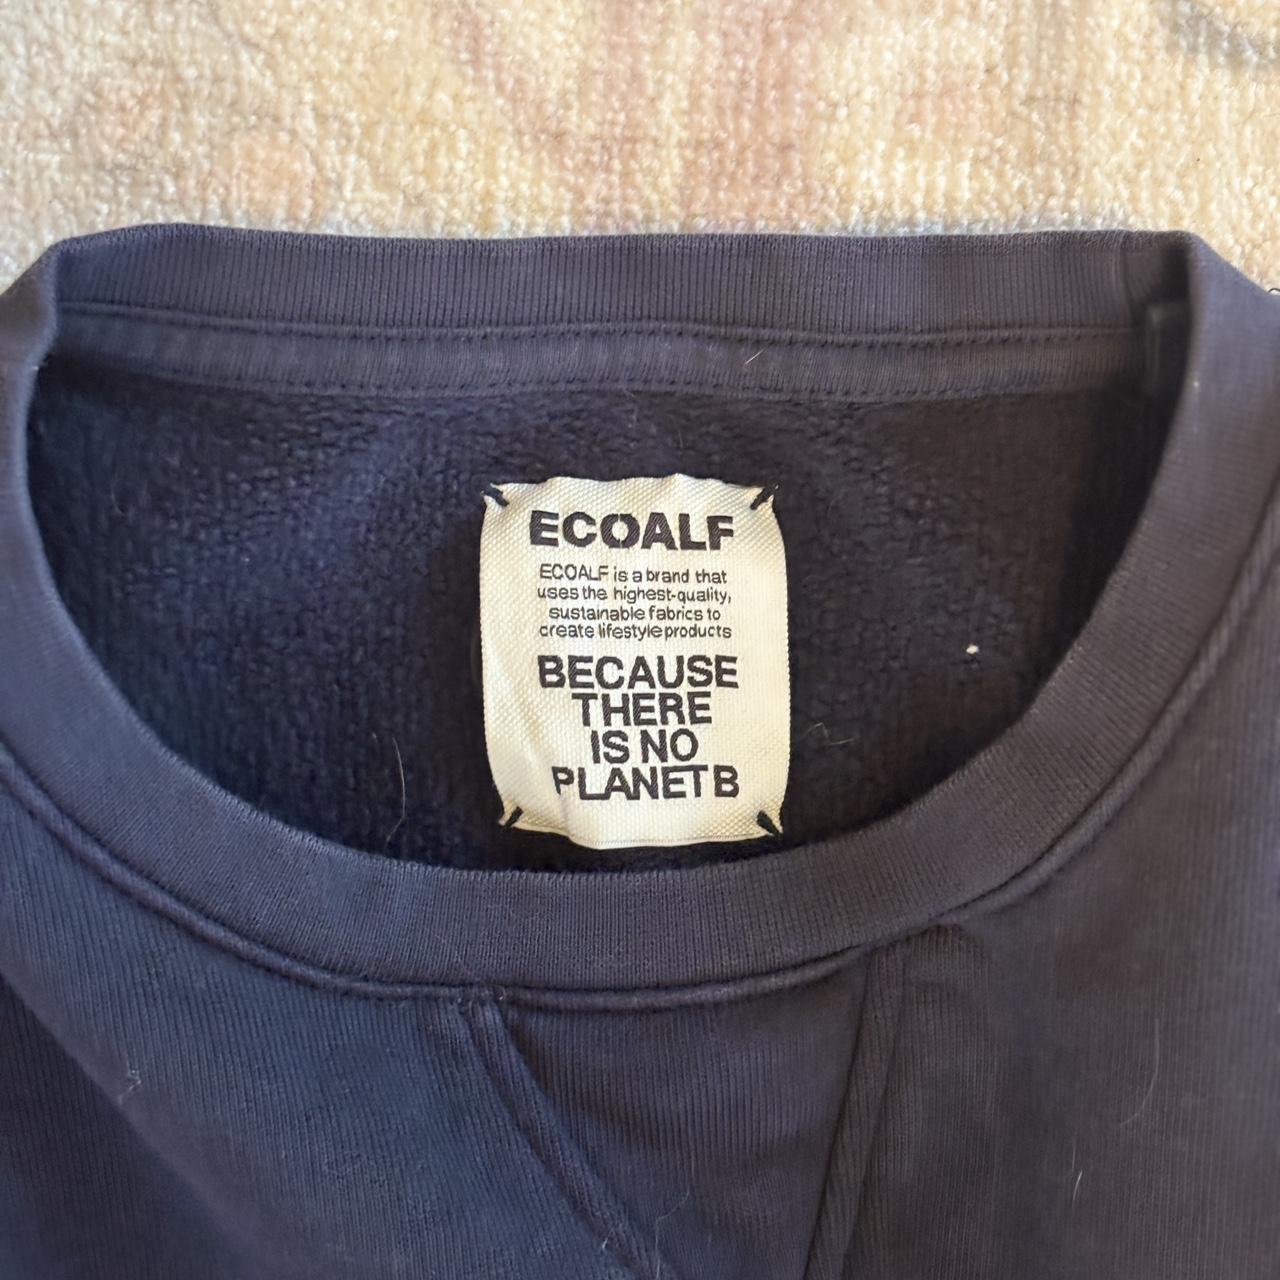 ECOALF
ECOALF is a brand that
uses the highest-quality,
sustainable fabrics to
create lifestyle products
BECAUSE
THERE
IS NO
PLANET B